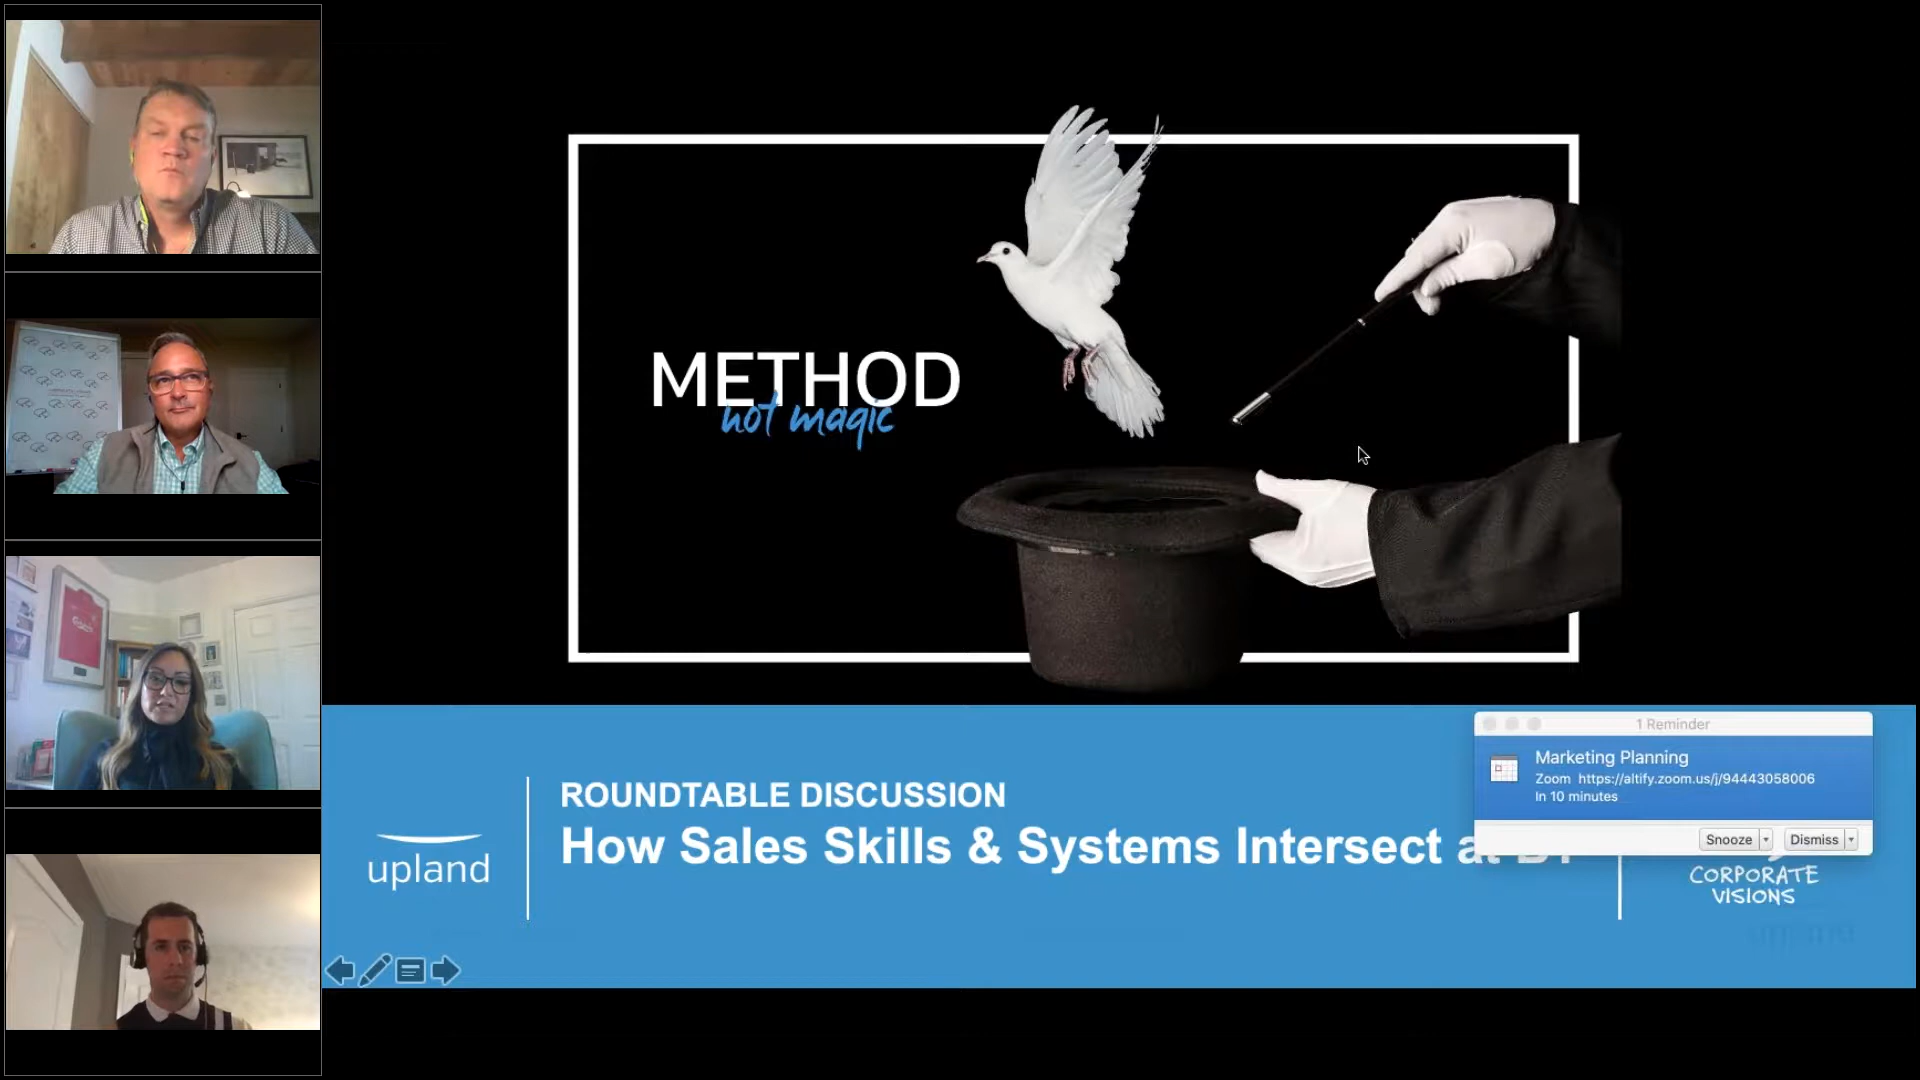 METHOD
not magic
1 Reminder
Marketing Planning
Zoom https://altify.zoom.us/j/94443058006
In 10 minutes
Snooze
Dismiss
ROUNDTABLE DISCUSSION
How Sales Skills & Systems Intersect at
upland
CORPORATE
VISIONS